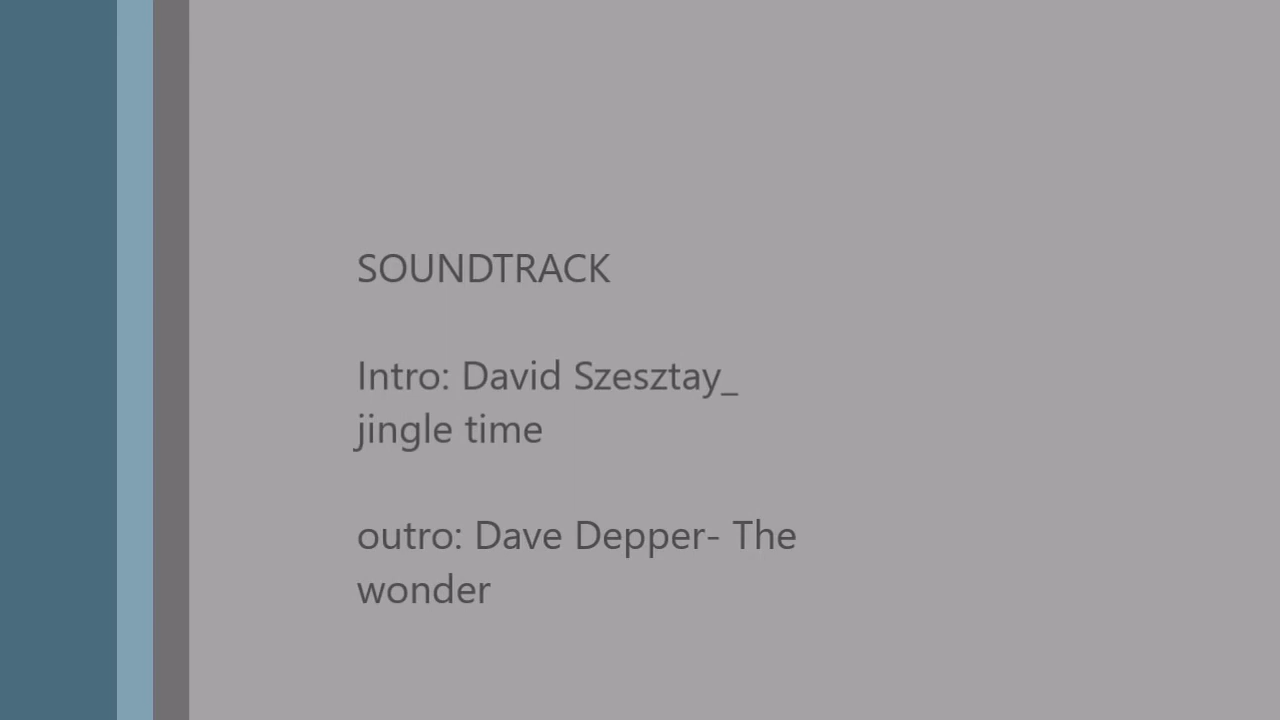 SOUNDTRACK
Intro: David Szesztay_
jingle time
outro: Dave Depper- The
wonder